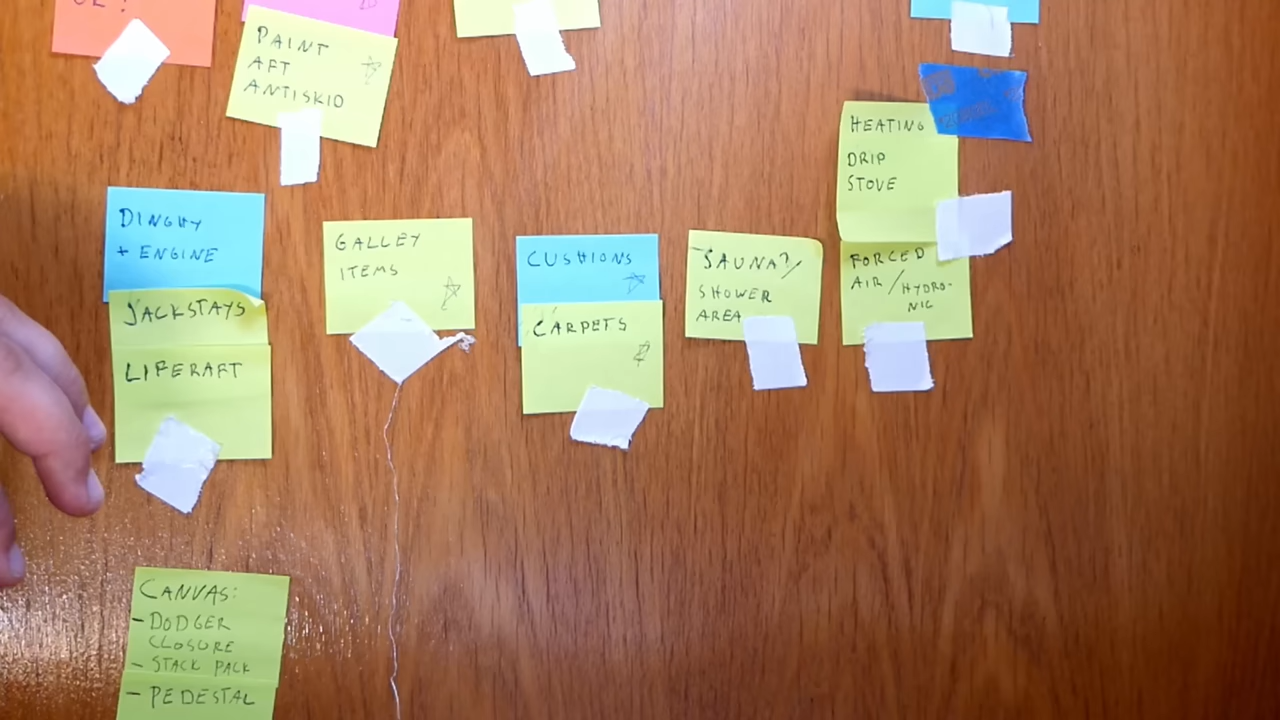 PAINT
AFT
ANTISKID
HEATING
DRIP
STOVE
DINGHY
+ ENGINE
JACKSTAYS
LIFERAFT
GALLEY
ITEMS
CUSHIONS
CARPETS
SAUNA?/
SHOWER
AREA
FORCED
AIR/HYDRO-
NIC
CANVAS:
- DODGER
CLOSURE
- STACK PACK
- PEDESTAL